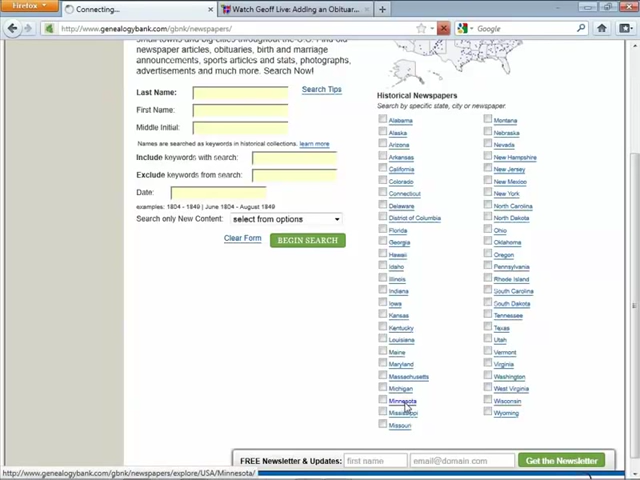 Firefox
Connecting...
Watch Geoff Live: Adding an Obituar...
www.genealogybank.com/gbnk/newspapers/
Google
newspaper articles, obituaries, birth and marriage
announcements, sports articles and stats, photographs,
advertisements and much more. Search Now!
Last Name:
Search Tips
First Name:
Middle Initial:
Names are searched as keywords in historical collections. learn more
Include keywords with search:
Exclude keywords from search:
Date:
examples: 1804 - 1849 | June 1804 - August 1849
Search only New Content: select from options
Clear Form
BEGIN SEARCH
Historical Newspapers
Search by specific state, city or newspaper.
Alabama
Alaska
Arizona
Arkansas
California
Colorado
Connecticut
Delaware
District of Columbia
Florida
Georgia
Hawaii
Idaho
Illinois
Indiana
Iowa
Kansas
Kentucky
Louisiana
Maine
Maryland
Massachusetts
Michigan
Minnesota
Mississippi
Missouri
Montana
Nebraska
Nevada
New Hampshire
New Jersey
New Mexico
New York
North Carolina
North Dakota
Ohio
Oklahoma
Oregon
Pennsylvania
Rhode Island
South Carolina
South Dakota
Tennessee
Texas
Utah
Vermont
Virginia
Washington
West Virginia
Wisconsin
Wyoming
FREE Newsletter & Updates:
first name
email@domain.com
Get the Newsletter
http://www.genealogybank.com/gbnk/newspapers/explore/USA/Minnesota/